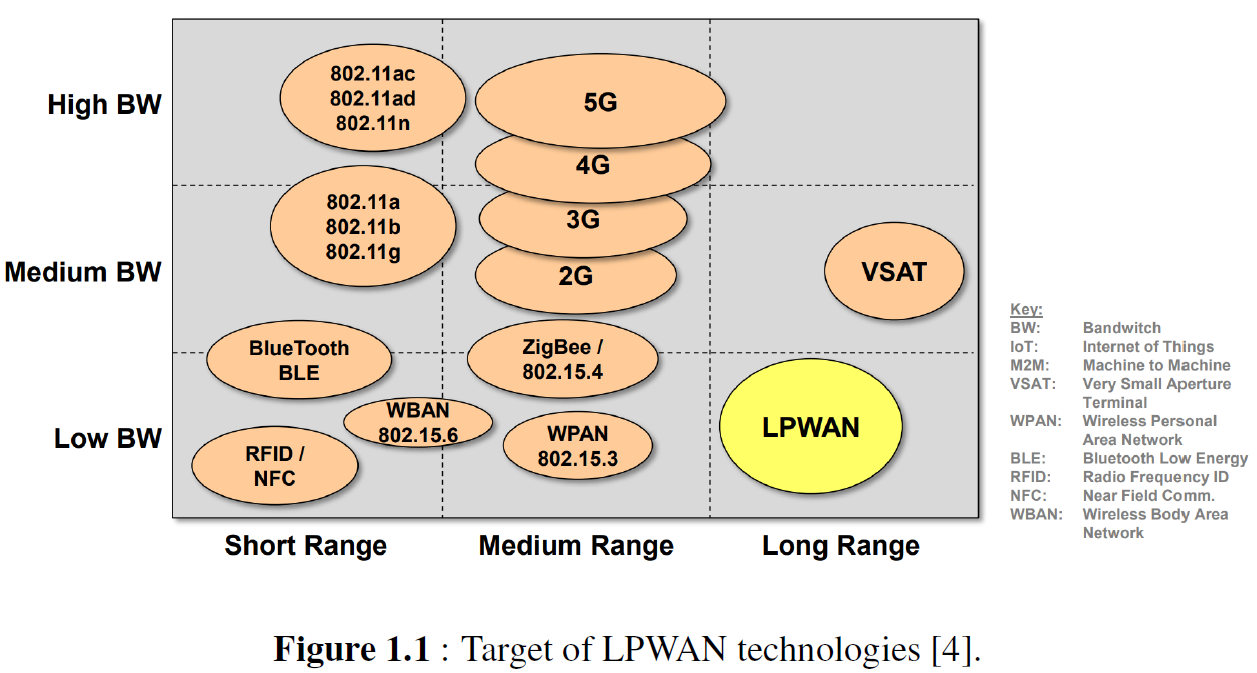 High BW
802.11ac
802.11ad
802.11n
5G
4G
802.11a
802.11b
802.11g
3G
Medium BW
2G
VSAT
BlueTooth
BLE
ZigBee /
802.15.4
Low BW
WBAN
802.15.6
RFID /
NFC
WPAN
802.15.3
LPWAN
Short Range
Medium Range
Long Range
Key:
BW: Bandwitch
IoT: Internet of Things
M2M: Machine to Machine
VSAT: Very Small Aperture
Terminal
WPAN: Wireless Personal
Area Network
BLE: Bluetooth Low Energy
RFID: Radio Frequency ID
NFC: Near Field Comm.
WBAN: Wireless Body Area
Network
Figure 1.1 : Target of LPWAN technologies [4].